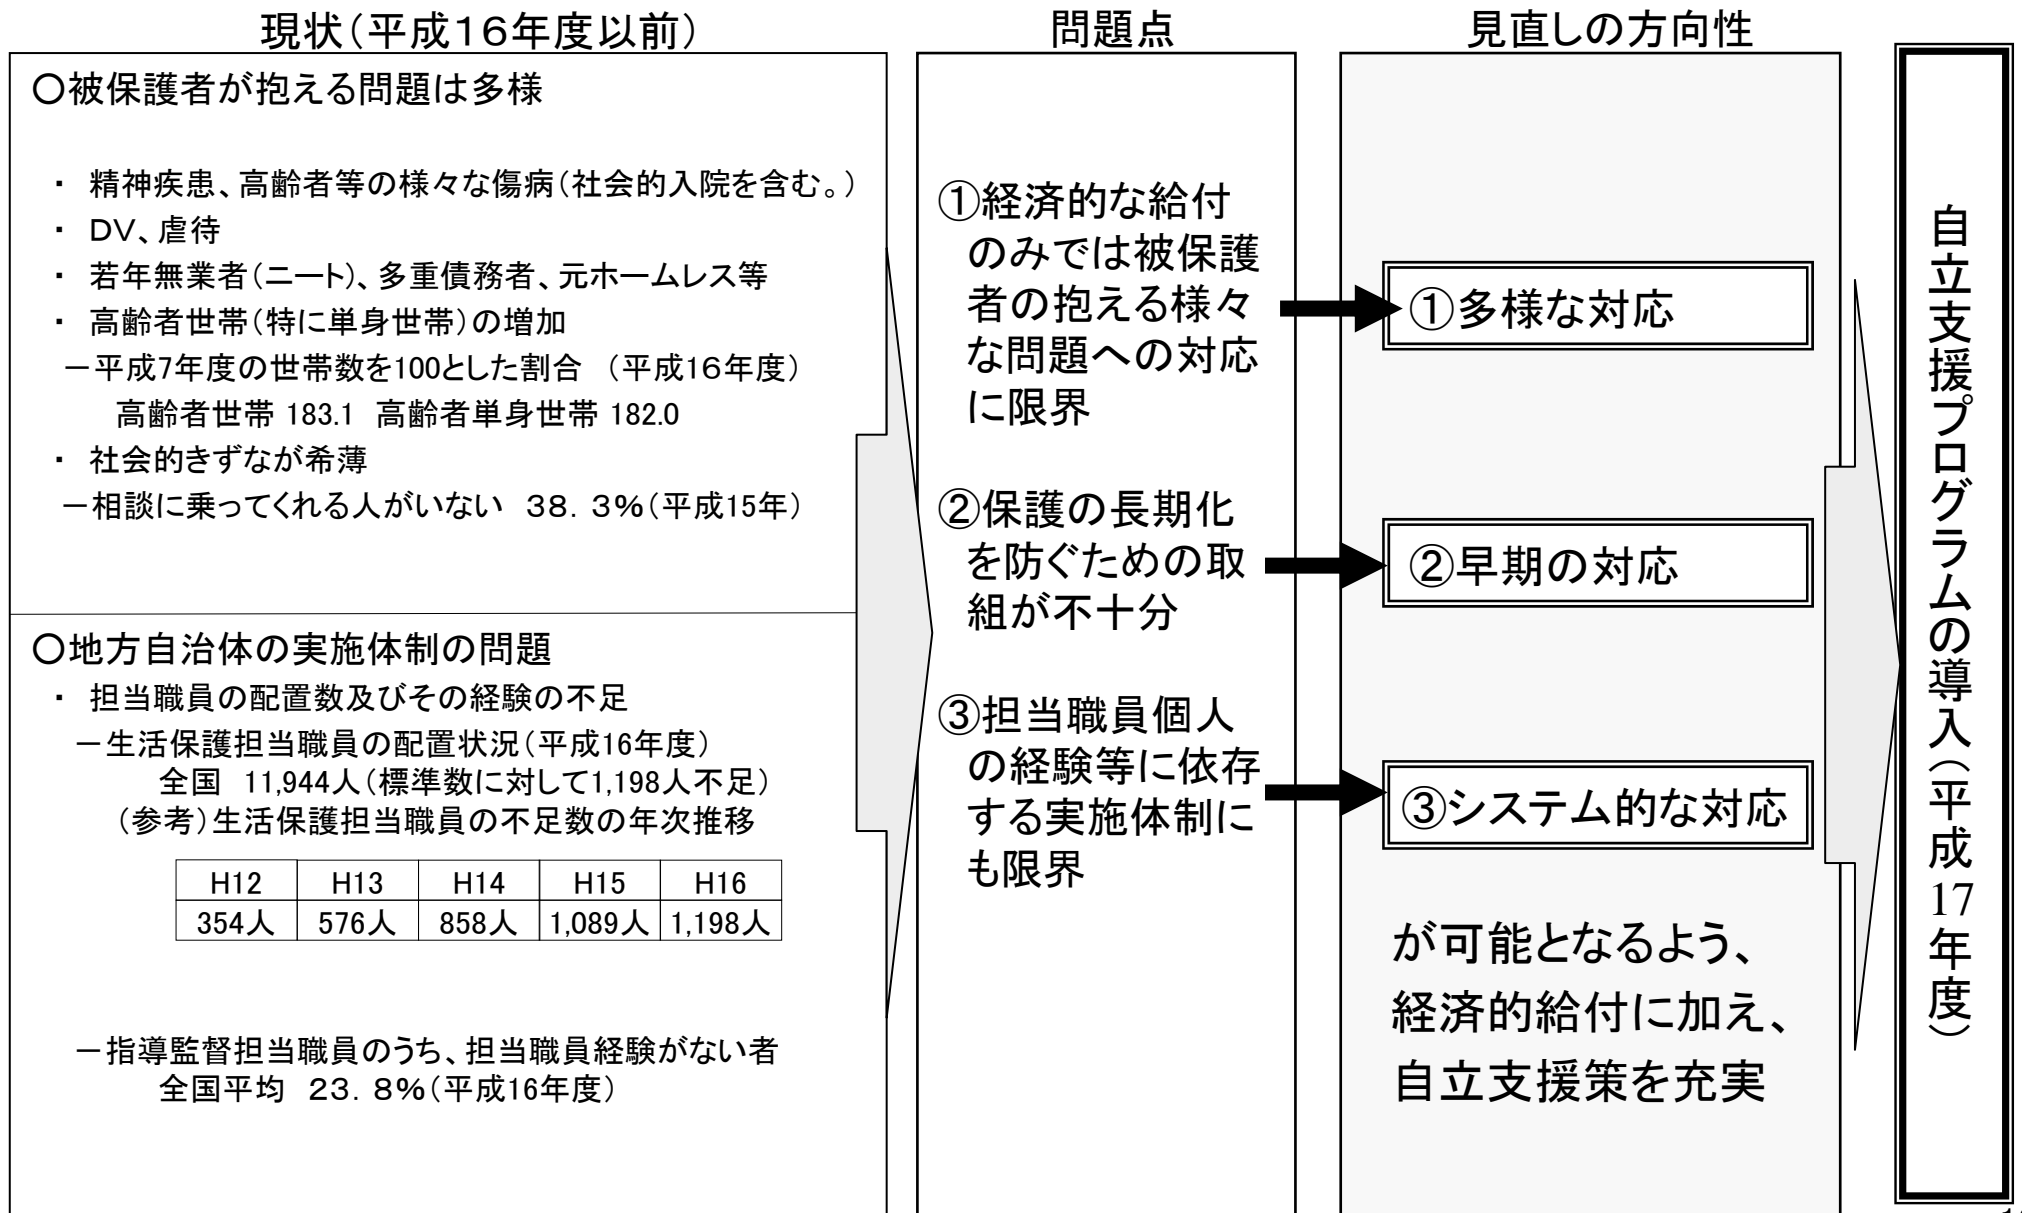 現状（平成１６年度以前）
○被保護者が抱える問題は多様
・ 精神疾患、高齢者等の様々な傷病（社会的入院を含む。）
・ ＤＶ、虐待
・ 若年無業者（ニート）、多重債務者、元ホームレス等
・ 高齢者世帯（特に単身世帯）の増加
－平成7年度の世帯数を100とした割合 （平成１６年度）
高齢者世帯 183.1 高齢者単身世帯 182.0
・ 社会的きずなが希薄
－相談に乗ってくれる人がいない ３８．３％（平成15年）
○地方自治体の実施体制の問題
・ 担当職員の配置数及びその経験の不足
－生活保護担当職員の配置状況（平成16年度）
全国 11,944人（標準数に対して1,198人不足）
（参考）生活保護担当職員の不足数の年次推移
H12 H13 H14 H15 H16
354人 576人 858人 1,089人 1,198人
－指導監督担当職員のうち、担当職員経験がない者
全国平均 ２３．８％（平成16年度）
問題点
①経済的な給付
のみでは被保護
者の抱える様々
な問題への対応
に限界
②保護の長期化
を防ぐための取
組が不十分
③担当職員個人
の経験等に依存
する実施体制に
も限界
見直しの方向性
①多様な対応
②早期の対応
③システム的な対応
が可能となるよう、
経済的給付に加え、
自立支援策を充実
自立支援プログラムの導入（平成17年度）